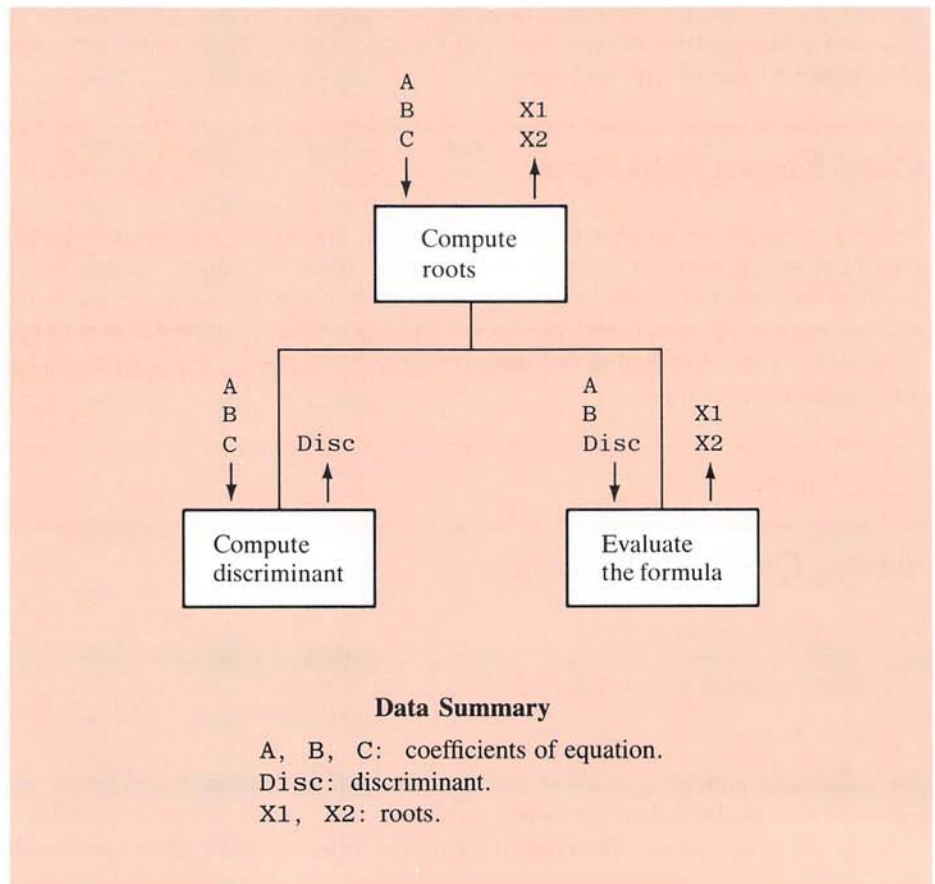 A
B
C
X1
X2
Compute
roots
A
B
C
Disc
A
B
Disc
X1
X2
Compute
discriminant
Evaluate
the formula
Data Summary
A, B, C: coefficients of equation.
Disc: discriminant.
X1, X2: roots.